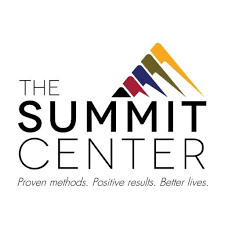 THE
SUMMIT
CENTER
Proven methods. Positive results. Better lives.